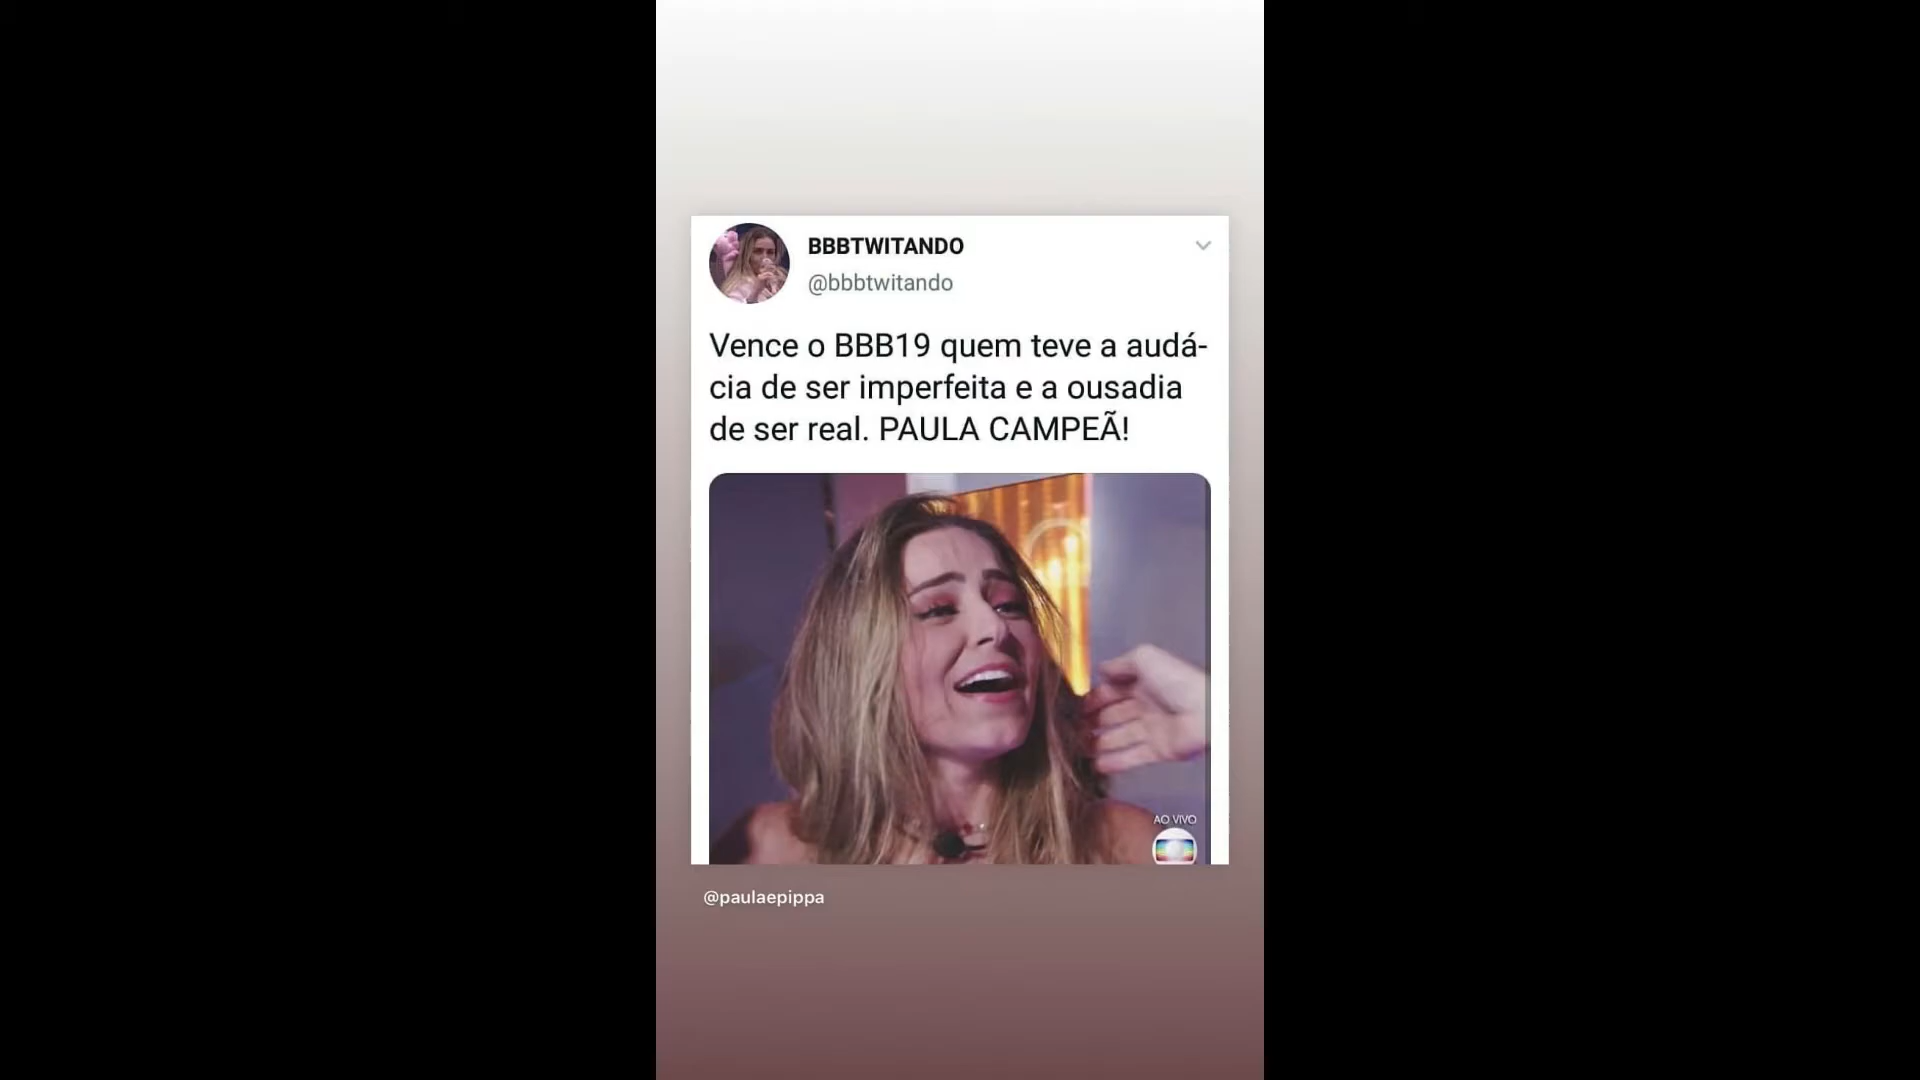 BBBTWITANDO
@bbbtwitando
Vence o BBB19 quem teve a audá-
cia de ser imperfeita e a ousadia
de ser real. PAULA CAMPEÃ!
AO VIVO
@paulaepippa